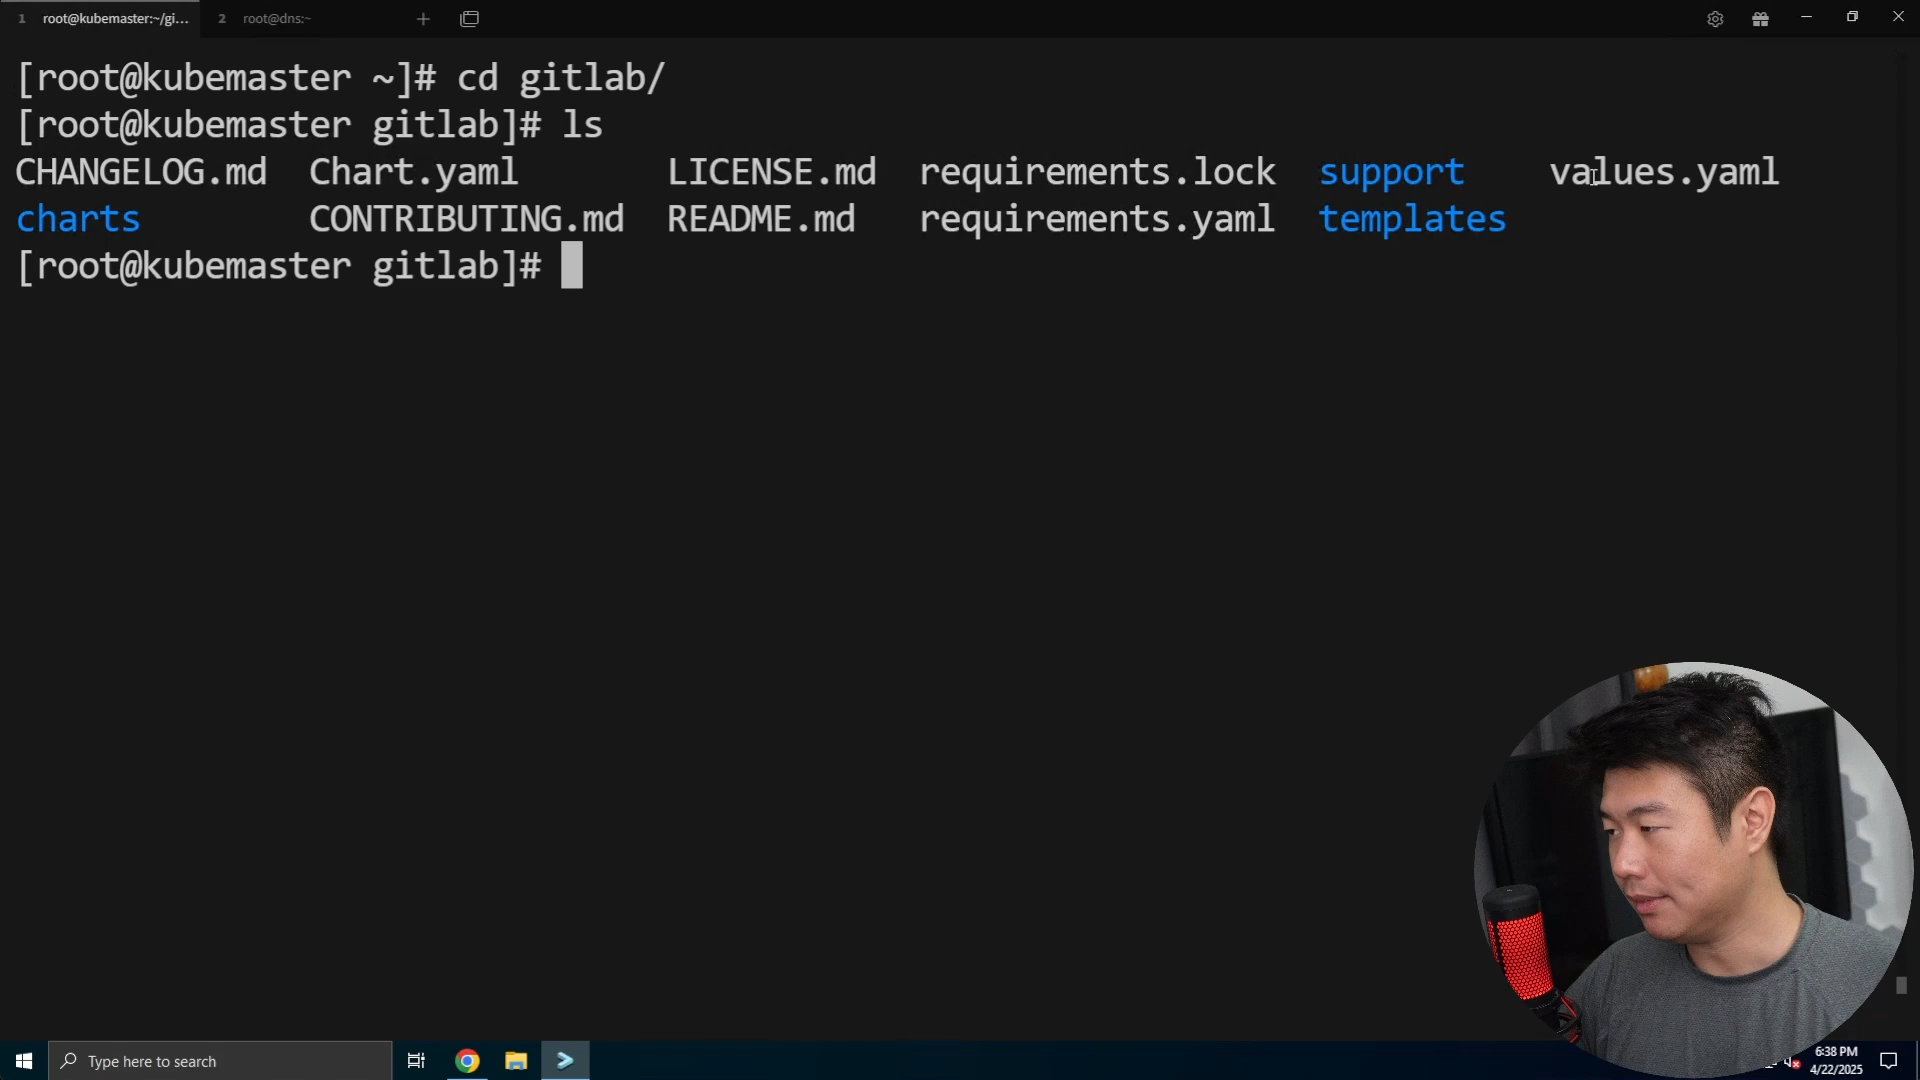 1 root@kubemaster:~/gi... 2 root@dns:~
[root@kubemaster ~]# cd gitlab/
[root@kubemaster gitlab]# ls
CHANGELOG.md Chart.yaml LICENSE.md requirements.lock support values.yaml
charts CONTRIBUTING.md README.md requirements.yaml templates
[root@kubemaster gitlab]#
Type here to search
6:38 PM
4/22/2025